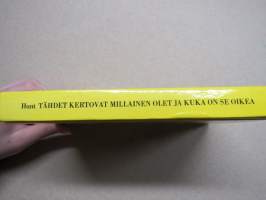 Hunt TÄHDET KERTOVAT MILLAINEN OLET JA KUKA ON SE OIKEA